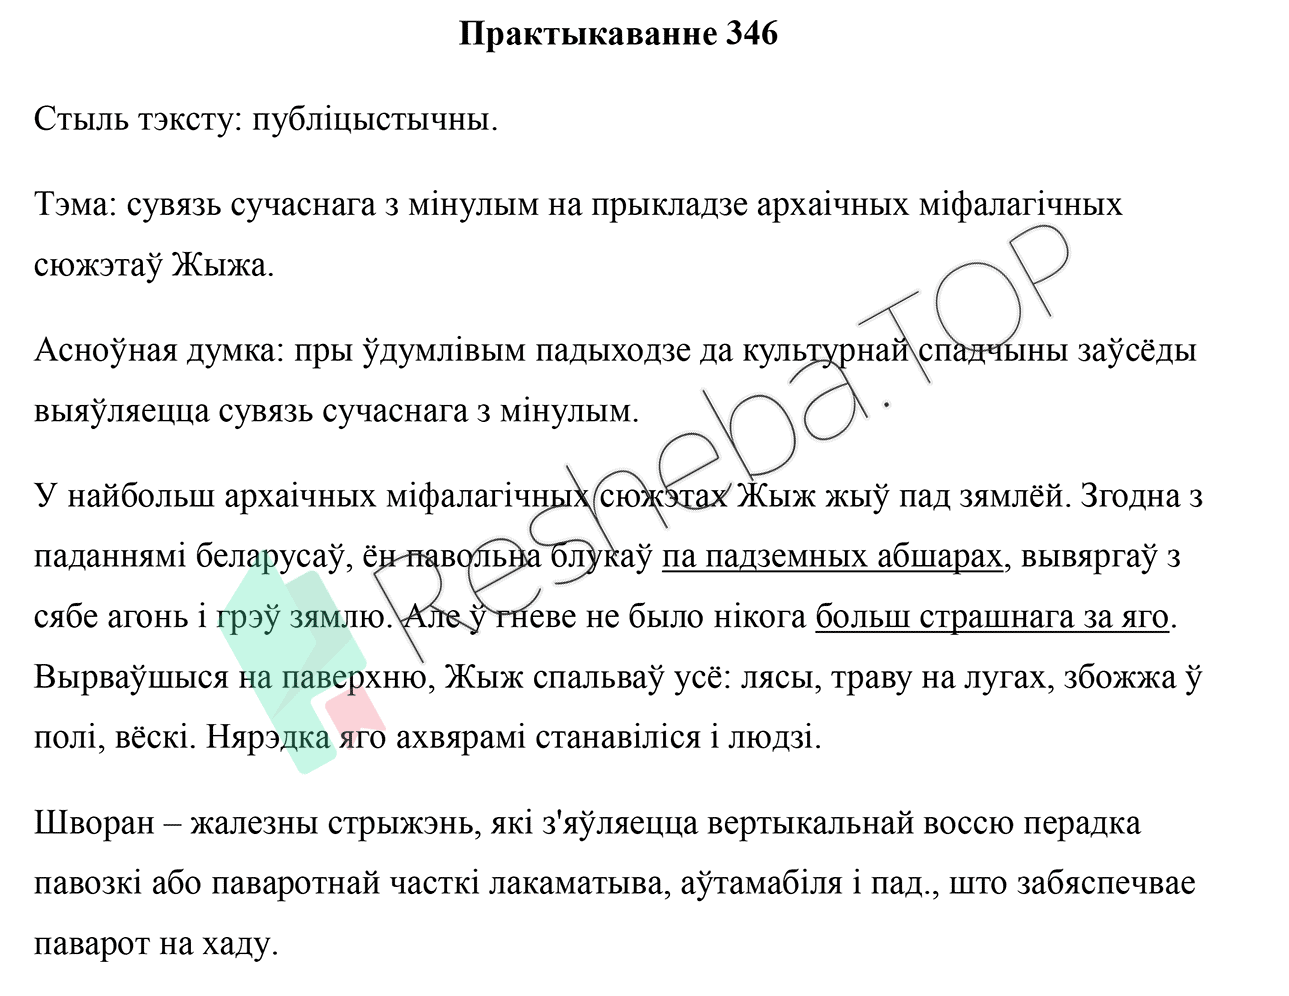 Практыкаванне 346
Стыль тэксту: публіцыстычны.
Тэма: сувязь сучаснага з мінулым на прыкладзе архаічных міфалагічных
сюжэтаў Жыжа.
Асноўная думка: пры ўдумлівым падыходзе да культурнай спадчыны заўсёды
выяўляецца сувязь сучаснага з мінулым.
У найбольш архаічных міфалагічных сюжэтах Жыж жыў пад зямлёй. Згодна з
паданнямі беларусаў, ён павольна блукаў па падземных абшарах, вывяргаў з
сябе агонь і грэў зямлю. Але ў гневе не было нікога больш страшнага за яго.
Вырваўшыся на паверхню, Жыж спальваў усё: лясы, траву на лугах, збожжа ў
полі, вёскі. Нярэдка яго ахвярамі станавіліся і людзі.
Шворан – жалезны стрыжэнь, які з'яўляецца вертыкальнай воссю перадка
павозкі або паваротнай часткі лакаматыва, аўтамабіля і пад., што забяспечвае
паварот на хаду.
Resheba.TOP